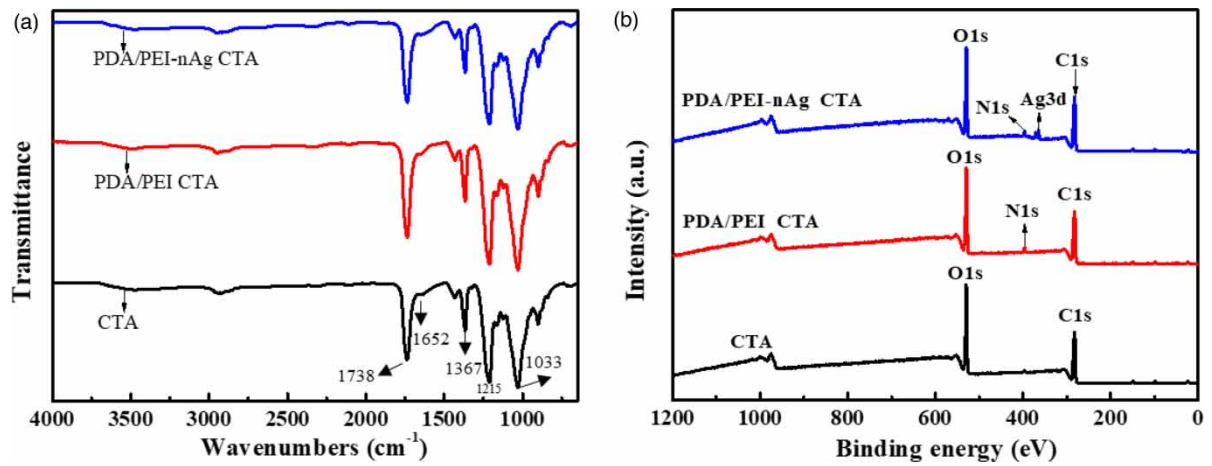 (a)
PDA/PEI-nAg CTA
PDA/PEI CTA
CTA
1738
1652
1367
1215
1033
Transmittance
4000 3500 3000 2500 2000 1500 1000
Wavenumbers (cm⁻¹)
(b)
O1s
C1s
PDA/PEI-nAg CTA
N1s
Ag3d
O1s
PDA/PEI CTA
N1s
C1s
O1s
CTA
C1s
Intensity (a.u.)
1200 1000 800 600 400 200 0
Binding energy (eV)